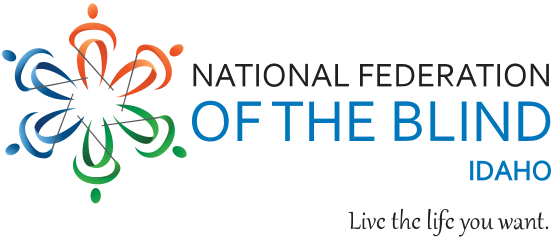 NATIONAL FEDERATION
OF THE BLIND
IDAHO
Live the life you want.